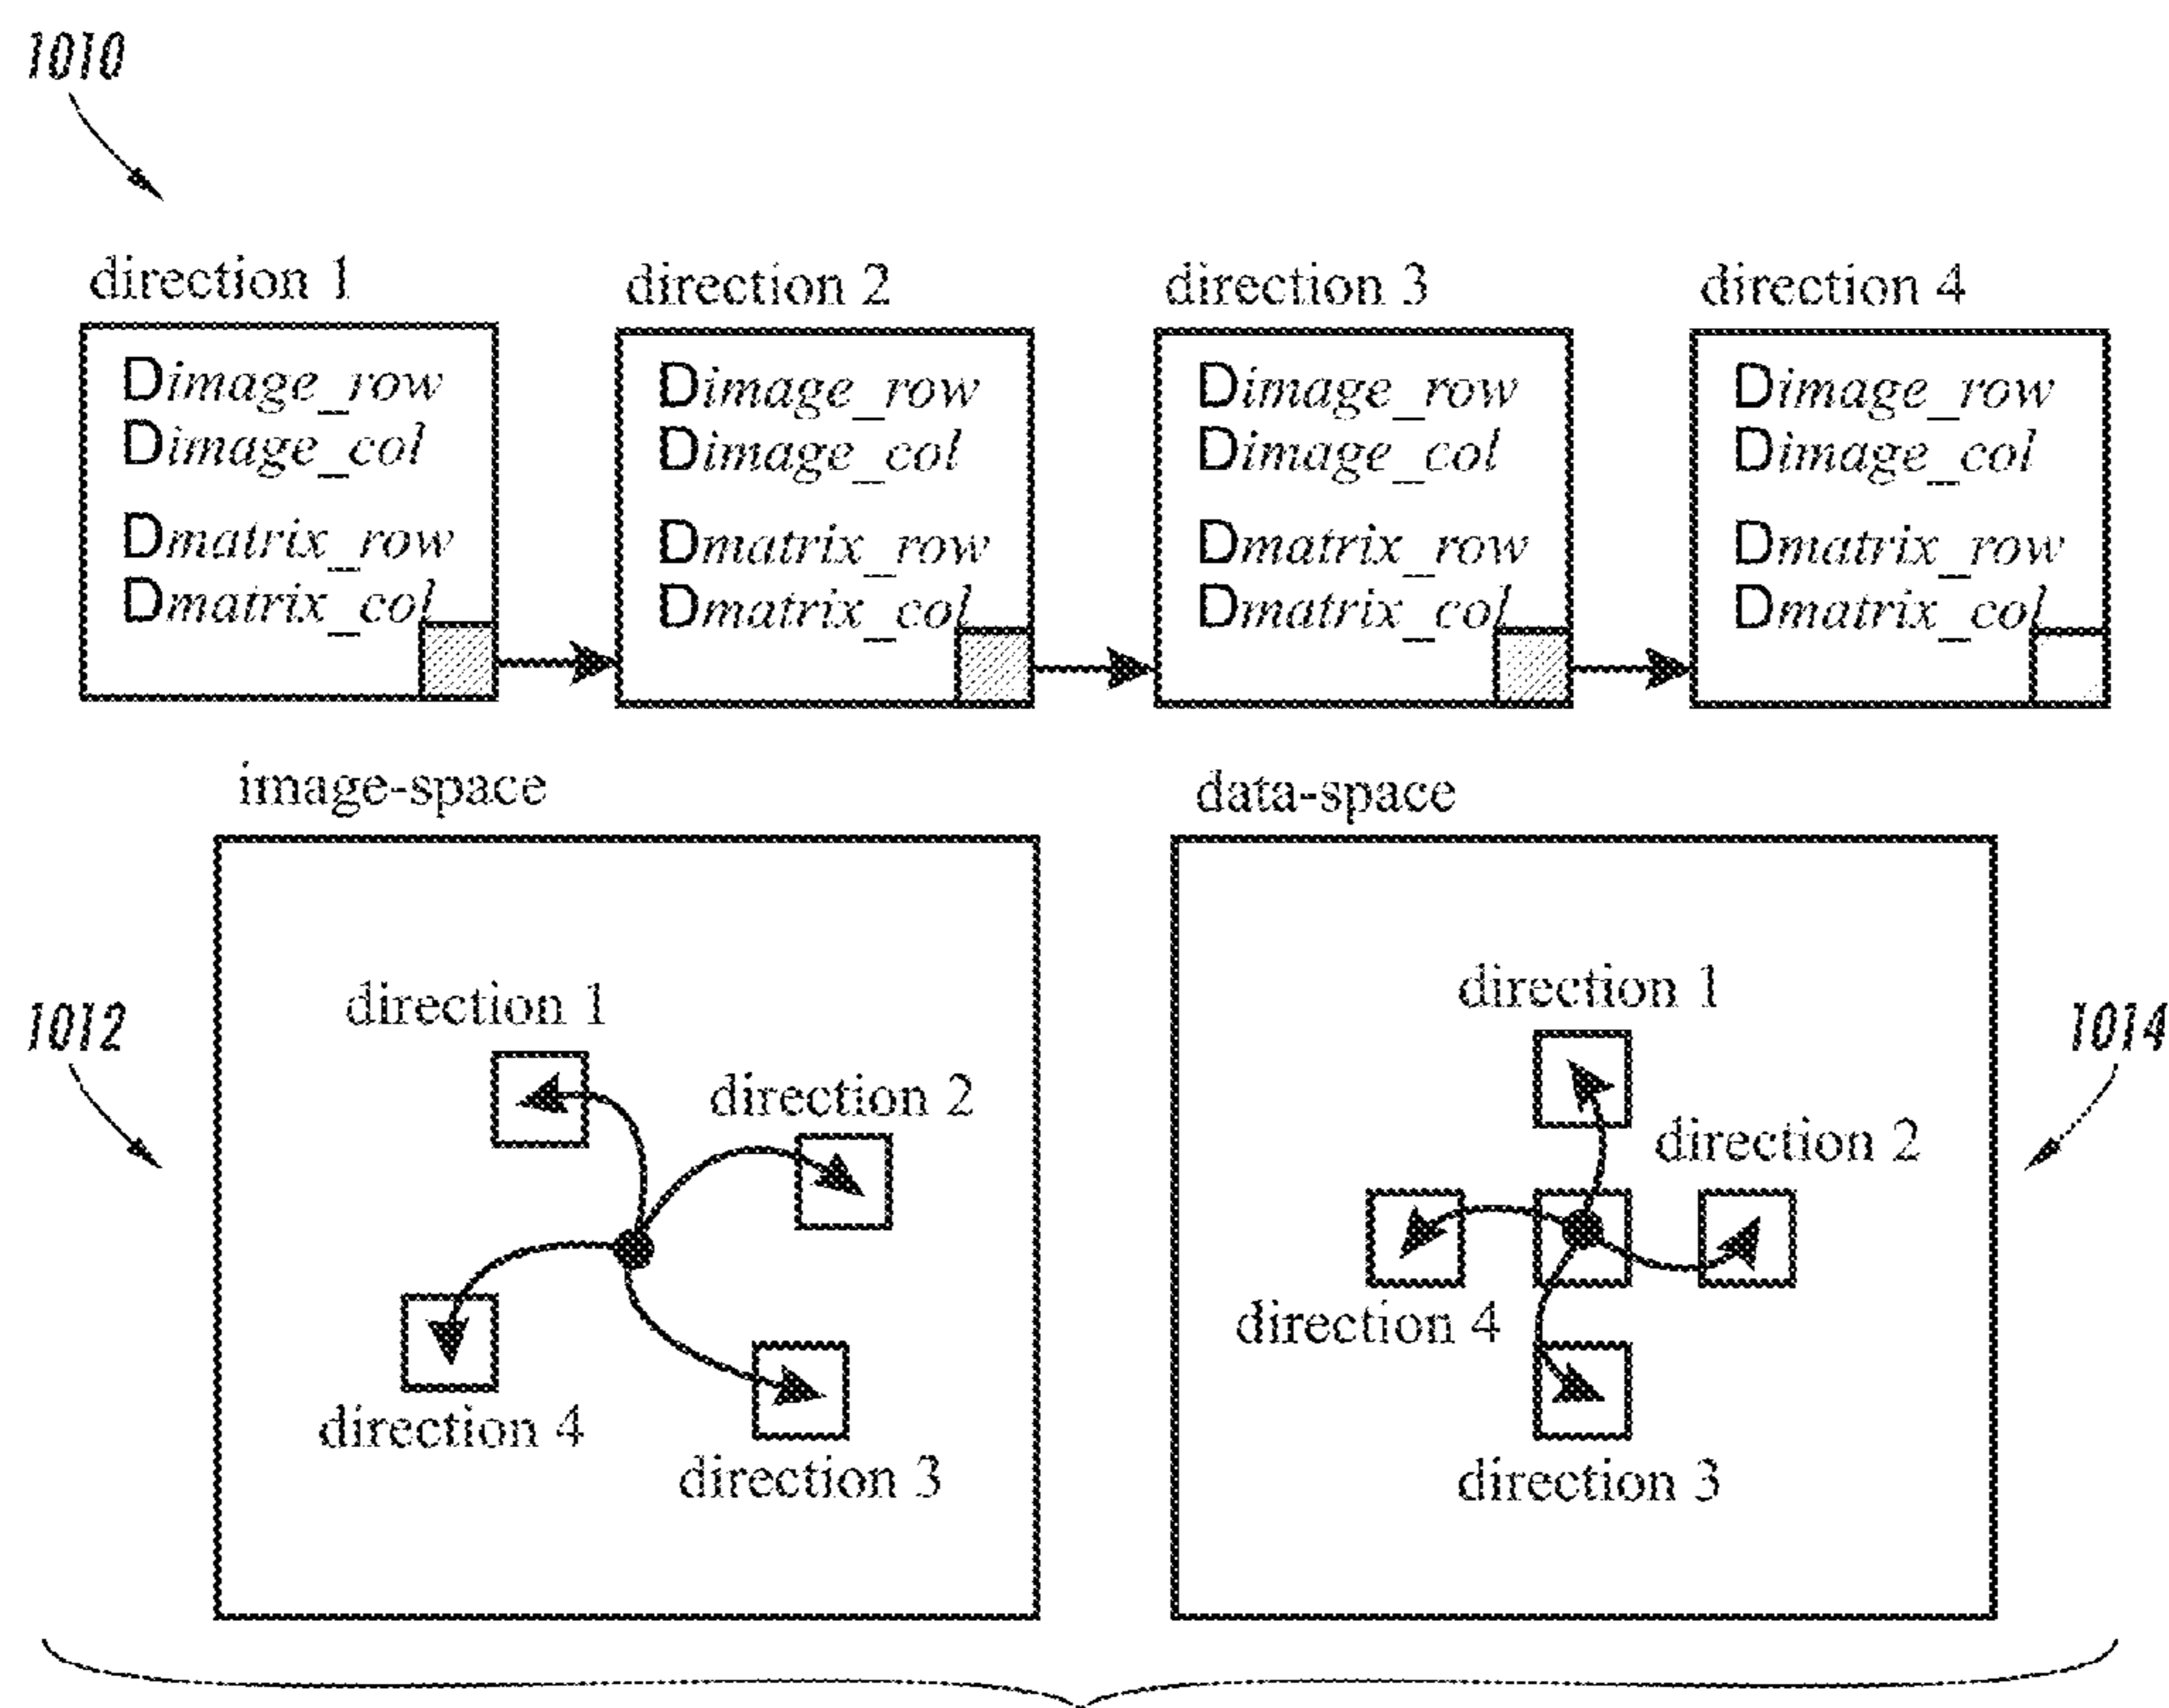 1010
direction 1 direction 2 direction 3 direction 4
Dimage_row Dimage_row Dimage_row Dimage_row
Dimage_col Dimage_col Dimage_col Dimage_col
Dmatrix_row Dmatrix_row Dmatrix_row Dmatrix_row
Dmatrix_col Dmatrix_col Dmatrix_col Dmatrix_col
image-space data-space
direction 1 direction 1
1012 1014
direction 2 direction 2
direction 4 direction 4
direction 3 direction 3